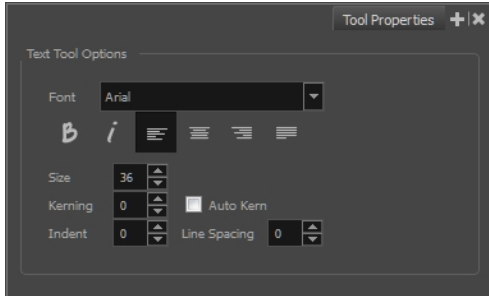 Tool Properties
Text Tool Options
Font Arial
B i
Size 36
Kerning 0 Auto Kern
Indent 0 Line Spacing 0